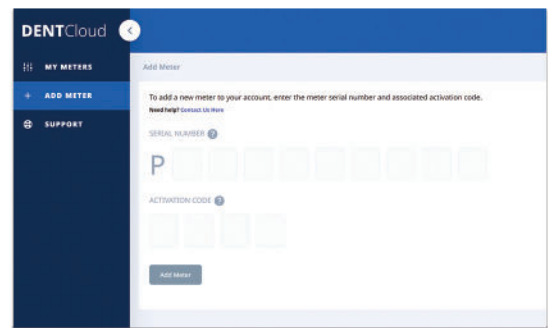 DENTCloud
MY METERS
Add Meter
+ ADD METER
To add a new meter to your account, enter the meter serial number and associated activation code.
Need help? Contact Us Here
SUPPORT
SERIAL NUMBER ?
P
ACTIVATION CODE ?
Add Meter